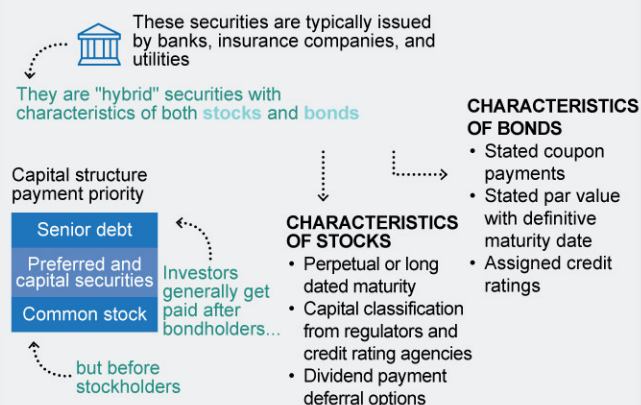 These securities are typically issued
by banks, insurance companies, and
utilities
They are "hybrid" securities with
characteristics of both stocks and bonds
Capital structure
payment priority
Senior debt
Preferred and
capital securities
Common stock
Investors
generally get
paid after
bondholders...
but before
stockholders
CHARACTERISTICS
OF STOCKS
• Perpetual or long
dated maturity
• Capital classification
from regulators and
credit rating agencies
• Dividend payment
deferral options
CHARACTERISTICS
OF BONDS
• Stated coupon
payments
• Stated par value
with definitive
maturity date
• Assigned credit
ratings